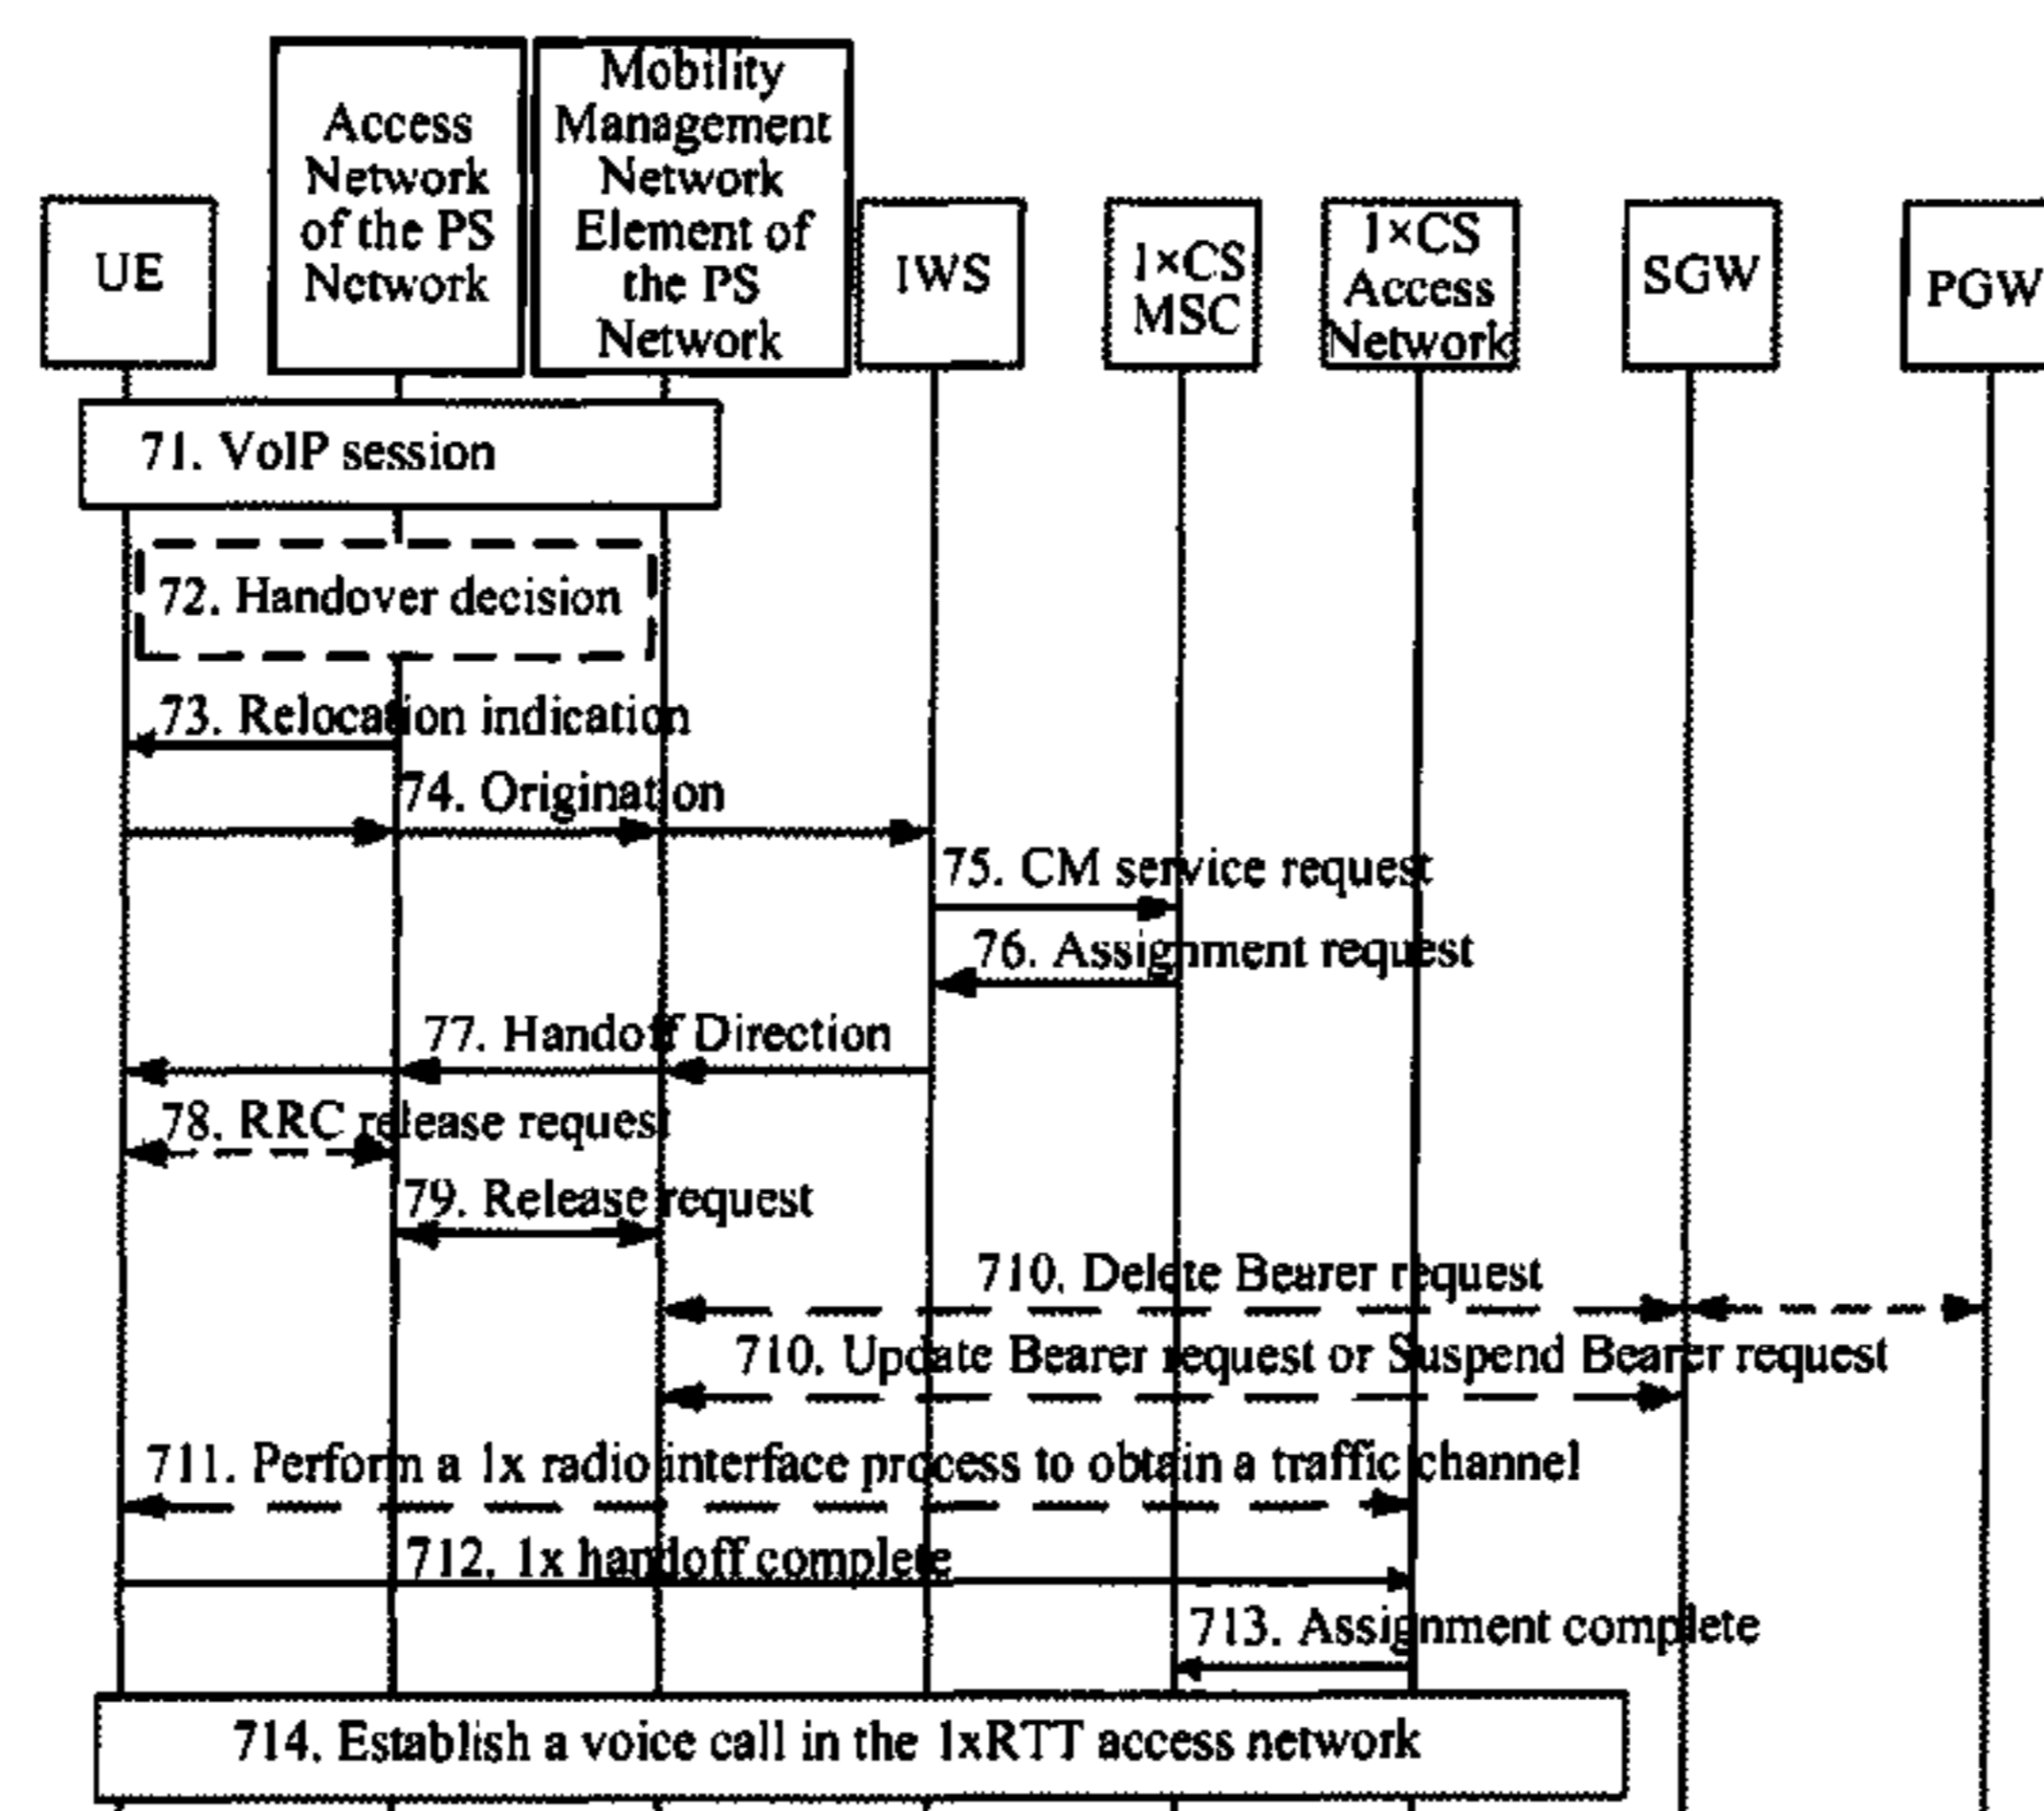 UE
Access
Network
of the PS
Network
Mobility
Management
Network
Element of
the PS
Network
IWS
1×CS
MSC
1×CS
Access
Network
SGW
PGW
71. VoIP session
72. Handover decision
73. Relocation indication
74. Origination
75. CM service request
76. Assignment request
77. Handoff Direction
78. RRC release request
79. Release request
710. Delete Bearer request
710. Update Bearer request or Suspend Bearer request
711. Perform a 1x radio interface process to obtain a traffic channel
712. 1x handoff complete
713. Assignment complete
714. Establish a voice call in the 1xRTT access network